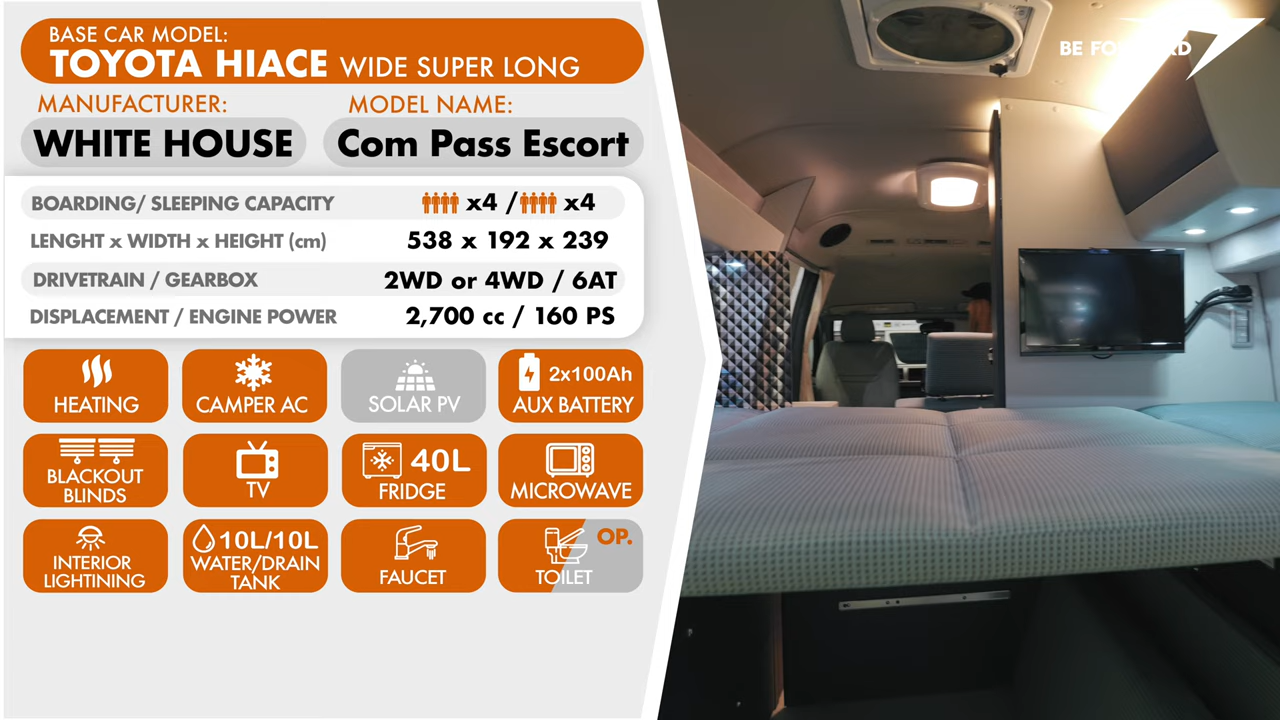 BASE CAR MODEL:
TOYOTA HIACE WIDE SUPER LONG
MANUFACTURER: MODEL NAME:
WHITE HOUSE Com Pass Escort
BOARDING/ SLEEPING CAPACITY x4 / x4
LENGHT x WIDTH x HEIGHT (cm) 538 x 192 x 239
DRIVETRAIN / GEARBOX 2WD or 4WD / 6AT
DISPLACEMENT / ENGINE POWER 2,700 cc / 160 PS
HEATING
CAMPER AC
SOLAR PV
2x100Ah
AUX BATTERY
BLACKOUT
BLINDS
TV
40L
FRIDGE
MICROWAVE
INTERIOR
LIGHTINING
10L/10L
WATER/DRAIN
TANK
FAUCET
OP.
TOILET
BE FORWARD